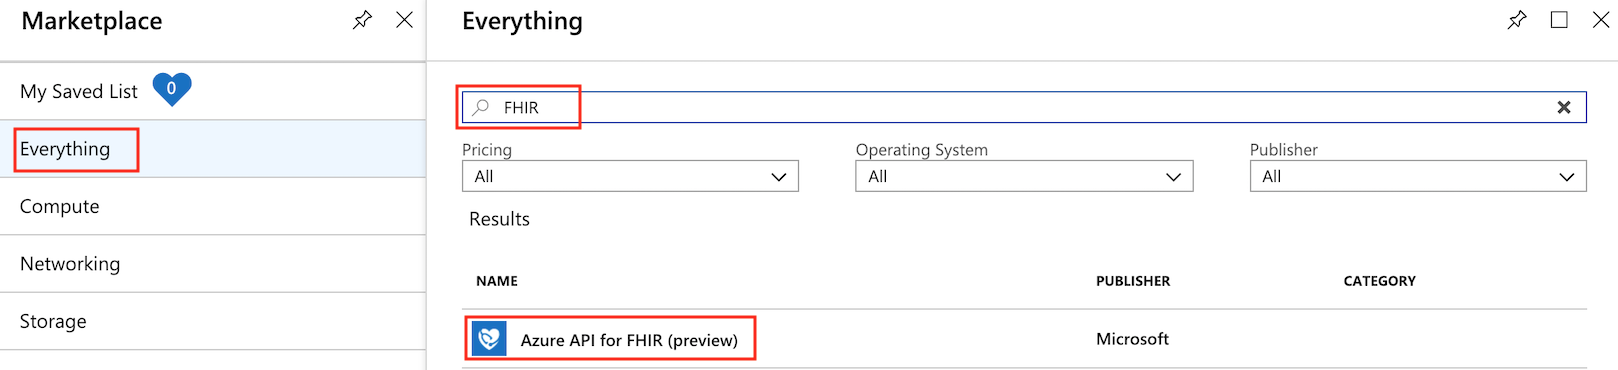 Marketplace
My Saved List 0
Everything
Compute
Networking
Storage
Everything
FHIR
Pricing Operating System Publisher
All All All
Results
NAME PUBLISHER CATEGORY
Azure API for FHIR (preview) Microsoft